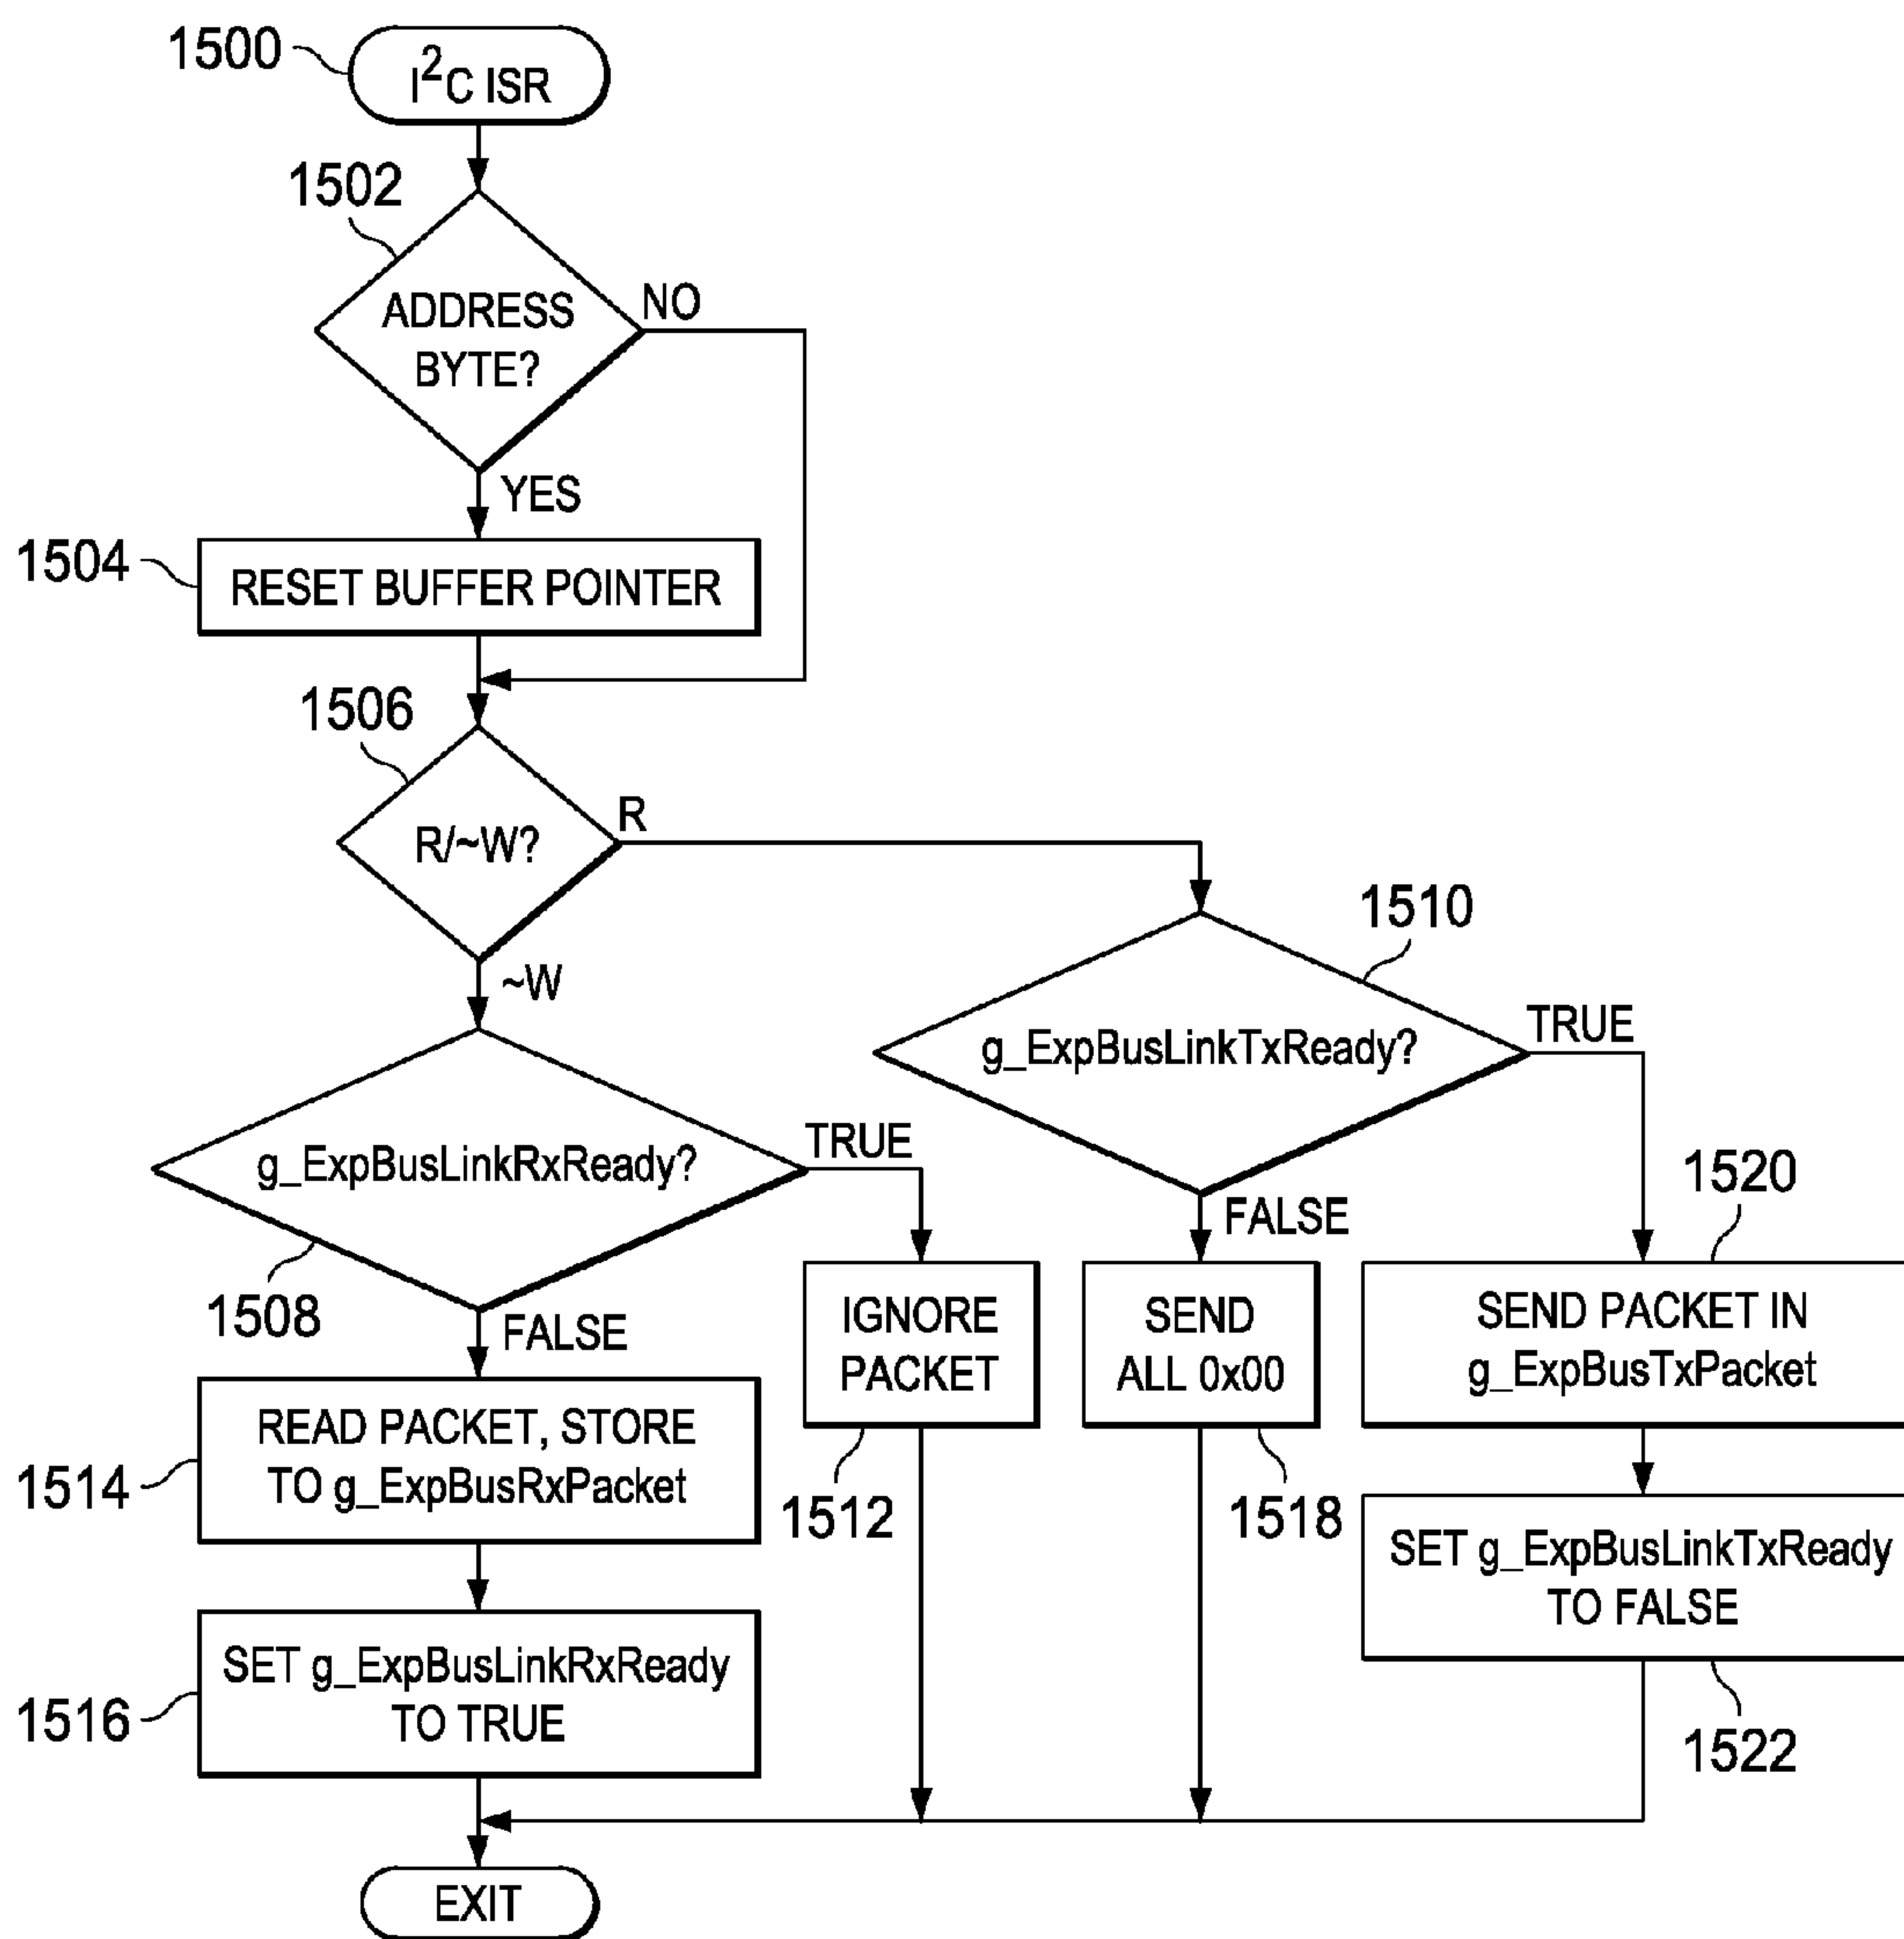 1500
I²C ISR
1502
ADDRESS
BYTE?
NO
YES
1504
RESET BUFFER POINTER
1506
R/~W?
R
~W
1510
g_ExpBusLinkTxReady?
TRUE
FALSE
g_ExpBusLinkRxReady?
TRUE
1508
FALSE
1520
IGNORE
PACKET
SEND
ALL 0x00
SEND PACKET IN
g_ExpBusTxPacket
1514
READ PACKET, STORE
TO g_ExpBusRxPacket
1512
1518
SET g_ExpBusLinkTxReady
TO FALSE
1516
SET g_ExpBusLinkRxReady
TO TRUE
1522
EXIT